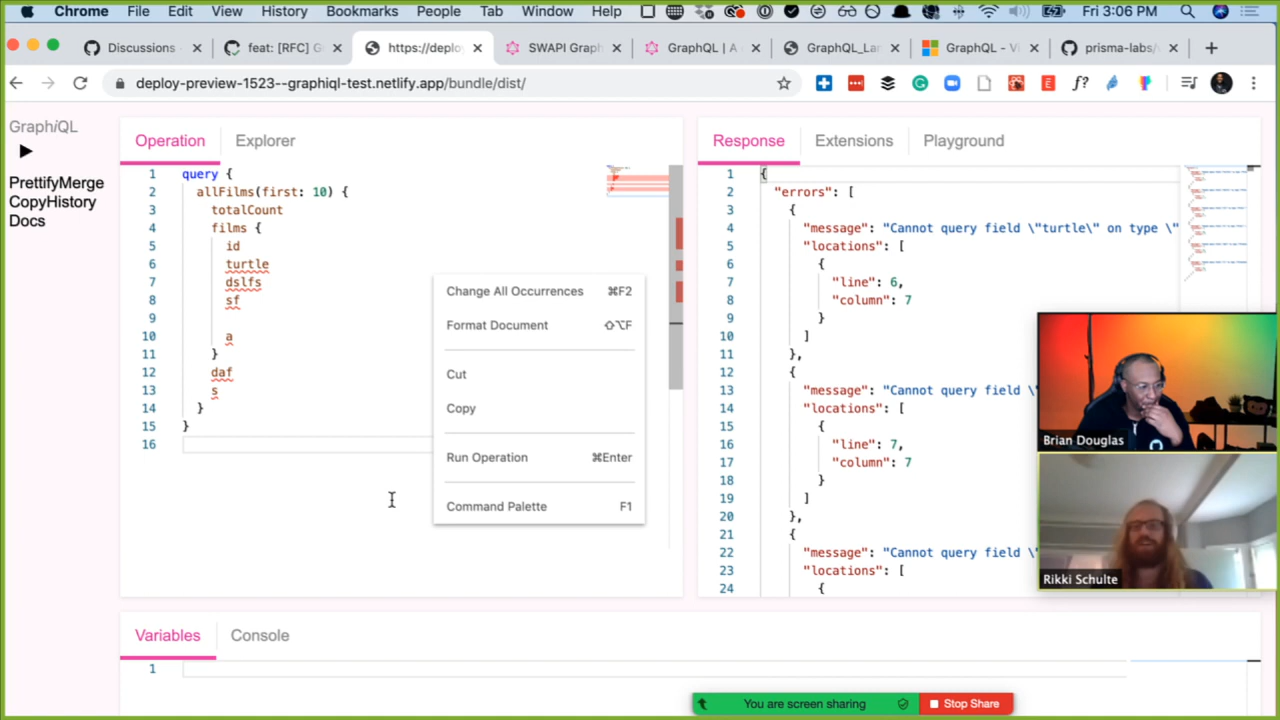 Chrome File Edit View History Bookmarks People Tab Window Help Fri 3:06 PM
Discussions feat: [RFC] G https://deplo SWAPI Graph GraphQL | A GraphQL_La GraphQL - Vi prisma-labs/
deploy-preview-1523--graphiql-test.netlify.app/bundle/dist/
GraphiQL
PrettifyMerge
CopyHistory
Docs
Operation Explorer
1 query {
2 allFilms(first: 10) {
3 totalCount
4 films {
5 id
6 turtle
7 dslfs
8 sf
9
10 a
11 }
12 daf
13 s
14 }
15 }
16
Change All Occurrences ⌘F2
Format Document ⇧⌥F
Cut
Copy
Run Operation ⌘Enter
Command Palette F1
Response Extensions Playground
1 {
2 "errors": [
3 {
4 "message": "Cannot query field \"turtle\" on type \"
5 "locations": [
6 {
7 "line": 6,
8 "column": 7
9 }
10 ]
11 },
12 {
13 "message": "Cannot query field \
14 "locations": [
15 {
16 "line": 7,
17 "column": 7
18 }
19 ]
20 },
21 {
22 "message": "Cannot query field \
23 "locations": [
24 {
Brian Douglas
Rikki Schulte
Variables Console
1
You are screen sharing Stop Share